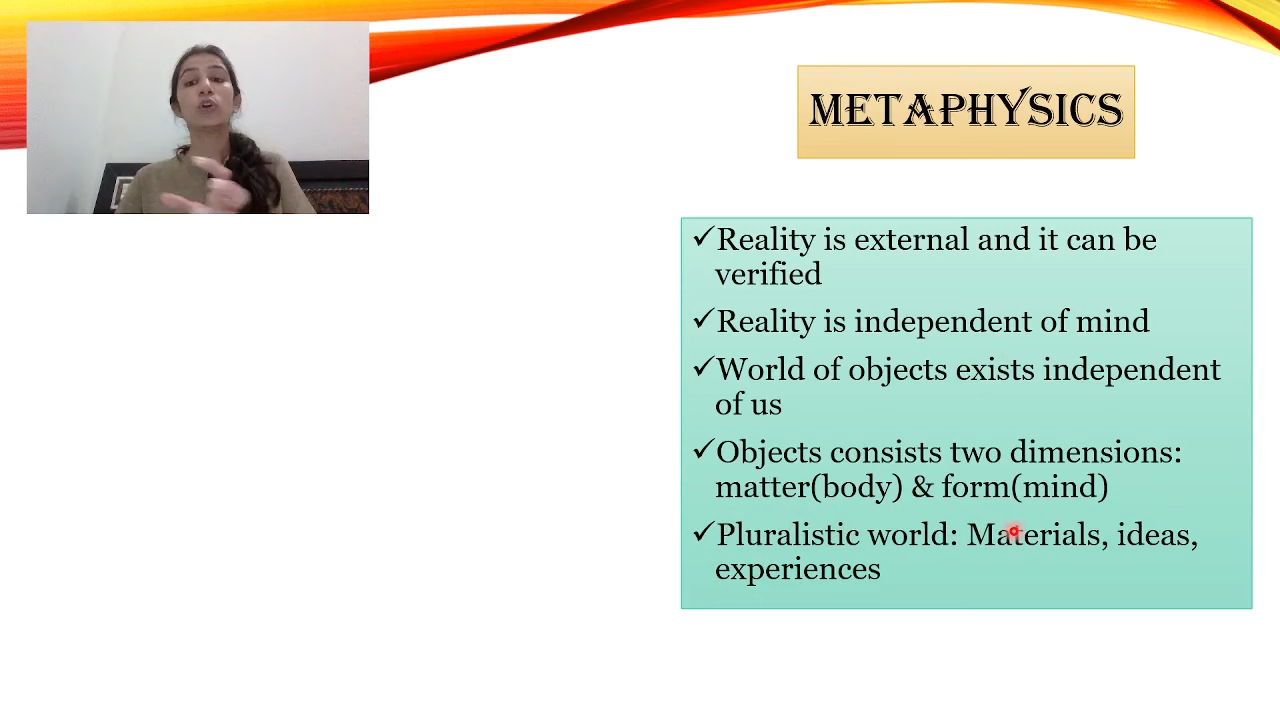 METAPHYSICS
✓Reality is external and it can be
verified
✓Reality is independent of mind
✓World of objects exists independent
of us
✓Objects consists two dimensions:
matter(body) & form(mind)
✓Pluralistic world: Materials, ideas,
experiences